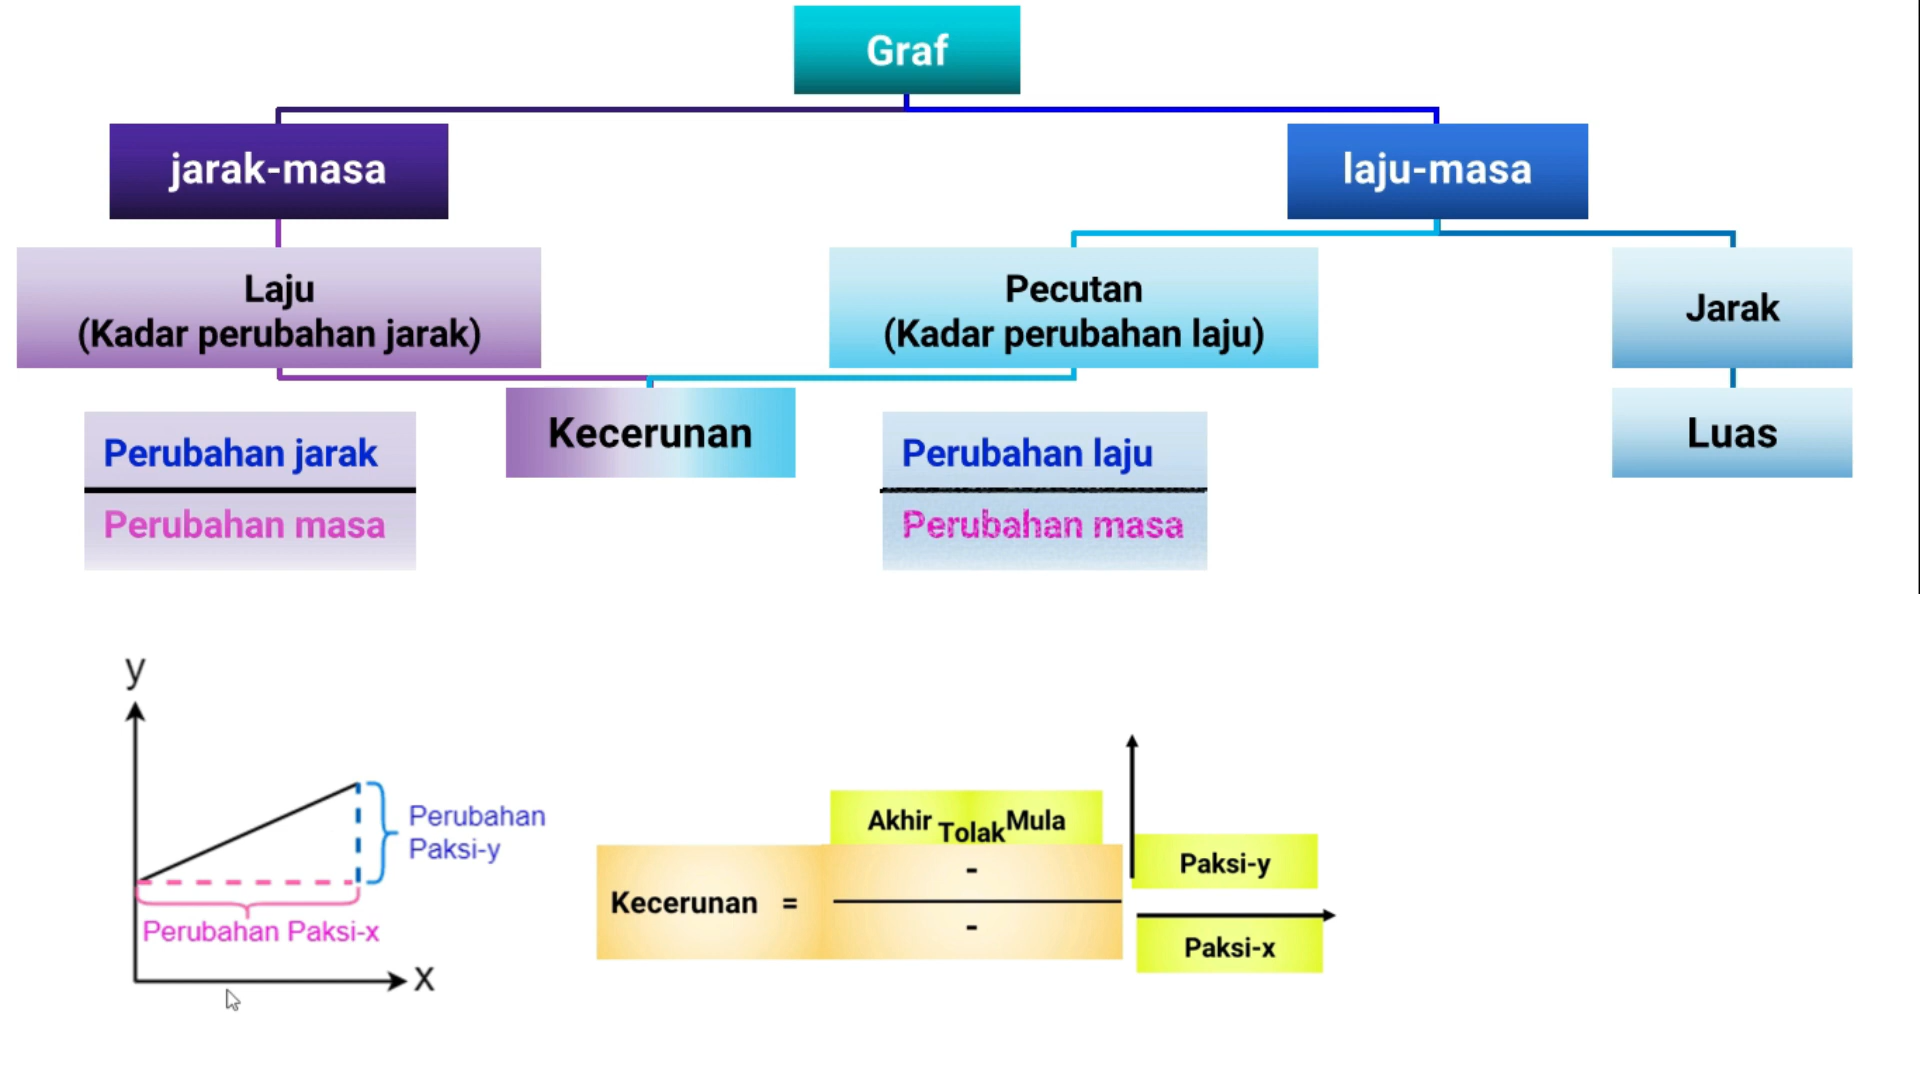 Graf
jarak-masa
laju-masa
Laju
(Kadar perubahan jarak)
Pecutan
(Kadar perubahan laju)
Jarak
Kecerunan
Luas
Perubahan jarak
Perubahan masa
Perubahan laju
Perubahan masa
y
Perubahan
Paksi-y
Perubahan Paksi-x
x
Akhir Tolak Mula
Kecerunan = - 
-
Paksi-y
Paksi-x